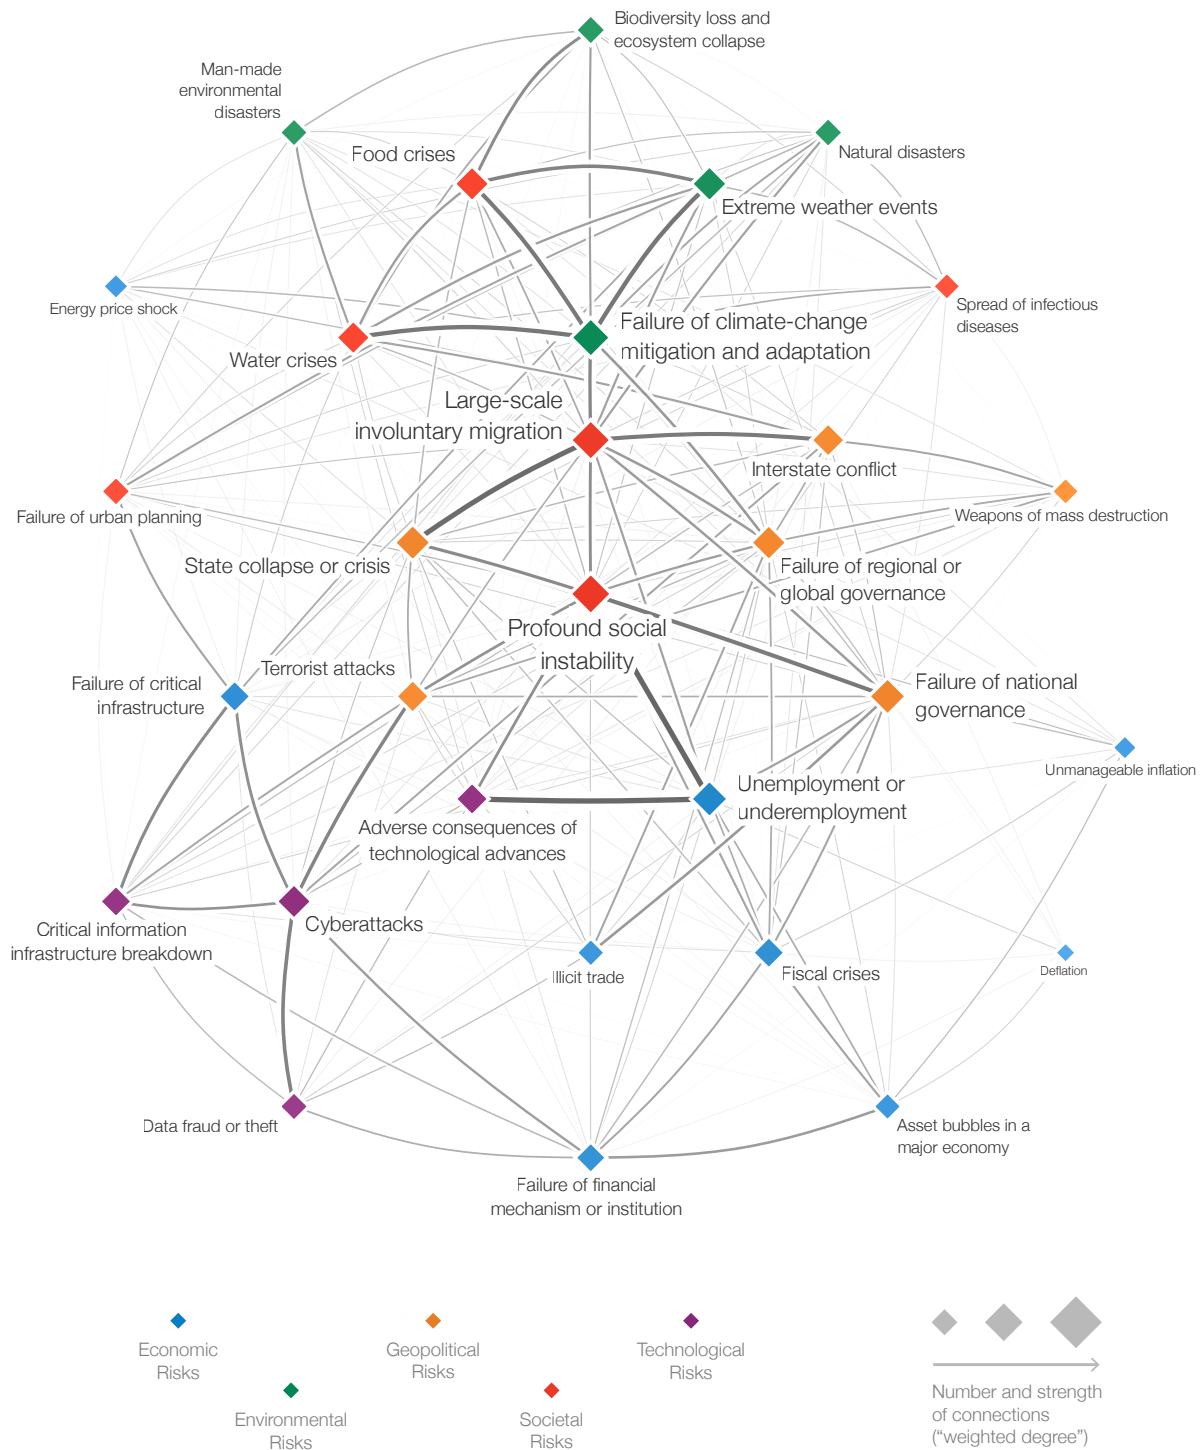 Biodiversity loss and
ecosystem collapse
Man-made
environmental
disasters
Food crises
Natural disasters
Extreme weather events
Energy price shock
Spread of infectious
diseases
Failure of climate-change
mitigation and adaptation
Water crises
Large-scale
involuntary migration
Interstate conflict
Failure of urban planning
Weapons of mass destruction
State collapse or crisis
Failure of regional or
global governance
Profound social
instability
Terrorist attacks
Failure of critical
infrastructure
Failure of national
governance
Unmanageable inflation
Unemployment or
underemployment
Adverse consequences of
technological advances
Critical information
infrastructure breakdown
Cyberattacks
Illicit trade
Fiscal crises
Deflation
Data fraud or theft
Asset bubbles in a
major economy
Failure of financial
mechanism or institution
Economic
Risks
Geopolitical
Risks
Technological
Risks
Environmental
Risks
Societal
Risks
Number and strength
of connections
(“weighted degree”)